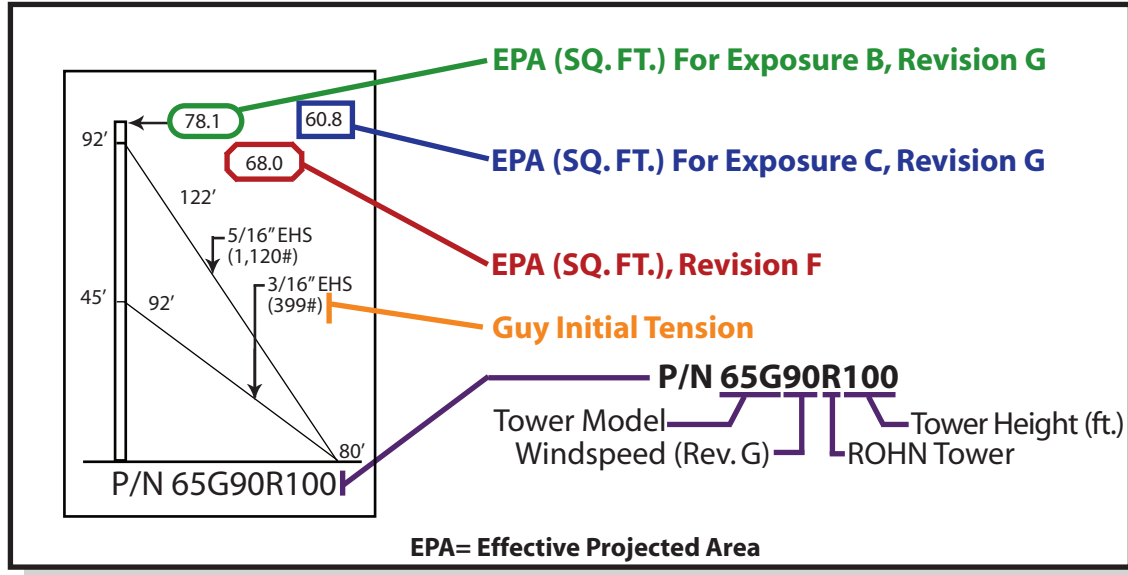 EPA (SQ. FT.) For Exposure B, Revision G
78.1
60.8
92’
EPA (SQ. FT.) For Exposure C, Revision G
68.0
122’
5/16” EHS
(1,120#)
EPA (SQ. FT.), Revision F
3/16” EHS
(399#)
45’
92’
Guy Initial Tension
P/N 65G90R100
Tower Model
Tower Height (ft.)
Windspeed (Rev. G)
ROHN Tower
80’
P/N 65G90R100
EPA= Effective Projected Area